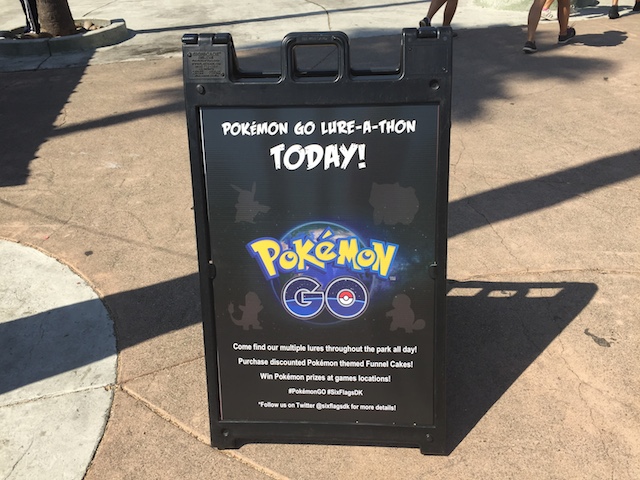 POKÉMON GO LURE-A-THON
TODAY!
POKÉMON
GO
Come find our multiple lures throughout the park all day!
Purchase discounted Pokémon themed Funnel Cakes!
Win Pokémon prizes at games locations!
#PokémonGO #SixFlagsDK
*Follow us on Twitter @sixflagsdk for more details!